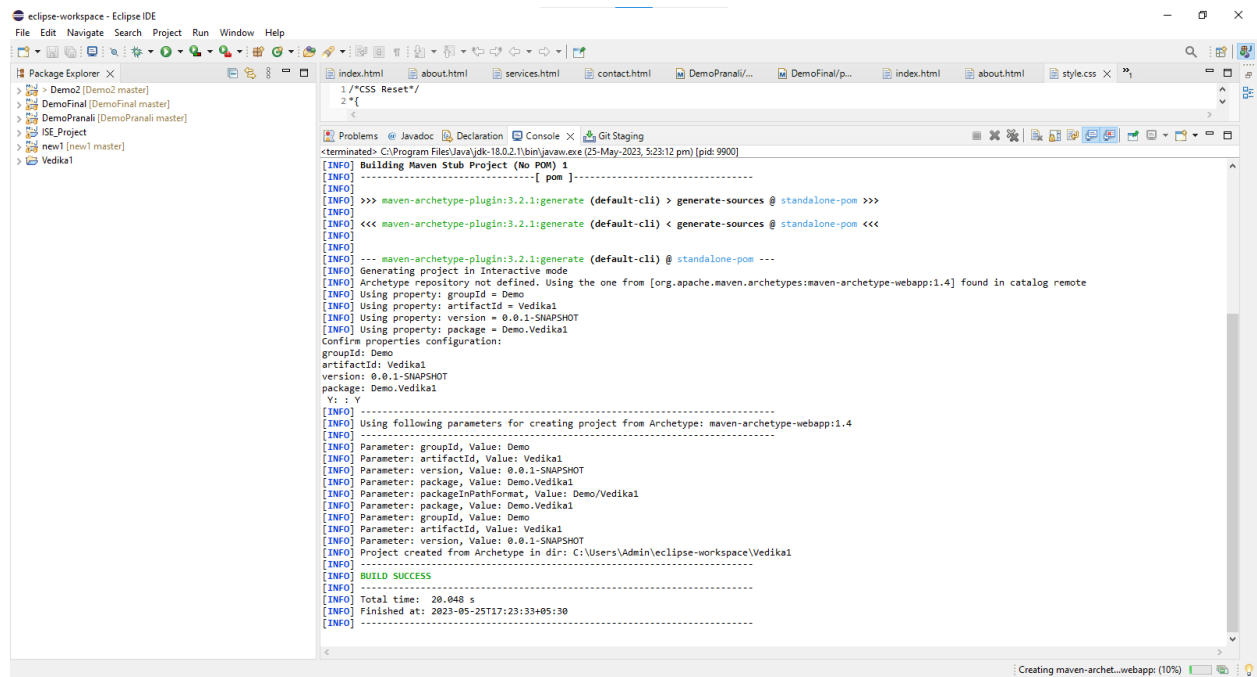 eclipse-workspace - Eclipse IDE
File Edit Navigate Search Project Run Window Help
Package Explorer
index.html about.html services.html contact.html DemoPranali/... DemoFinal/p... index.html about.html style.css »1
> Demo2 [Demo2 master]
DemoFinal [DemoFinal master]
DemoPranali [DemoPranali master]
ISE_Project
new1 [new1 master]
Vedika1
1 /*CSS Reset*/
2 *{
Problems Javadoc Declaration Console Git Staging
<terminated> C:\Program Files\Java\jdk-18.0.2.1\bin\javaw.exe (25-May-2023, 5:23:12 pm) [pid: 9900]
[INFO] Building Maven Stub Project (No POM) 1
[INFO] --------------------------------[ pom ]---------------------------------
[INFO]
[INFO] >>> maven-archetype-plugin:3.2.1:generate (default-cli) > generate-sources @ standalone-pom >>>
[INFO]
[INFO] <<< maven-archetype-plugin:3.2.1:generate (default-cli) < generate-sources @ standalone-pom <<<
[INFO]
[INFO]
[INFO] --- maven-archetype-plugin:3.2.1:generate (default-cli) @ standalone-pom ---
[INFO] Generating project in Interactive mode
[INFO] Archetype repository not defined. Using the one from [org.apache.maven.archetypes:maven-archetype-webapp:1.4] found in catalog remote
[INFO] Using property: groupId = Demo
[INFO] Using property: artifactId = Vedika1
[INFO] Using property: version = 0.0.1-SNAPSHOT
[INFO] Using property: package = Demo.Vedika1
Confirm properties configuration:
groupId: Demo
artifactId: Vedika1
version: 0.0.1-SNAPSHOT
package: Demo.Vedika1
Y: : Y
[INFO] ----------------------------------------------------------------------------
[INFO] Using following parameters for creating project from Archetype: maven-archetype-webapp:1.4
[INFO] ----------------------------------------------------------------------------
[INFO] Parameter: groupId, Value: Demo
[INFO] Parameter: artifactId, Value: Vedika1
[INFO] Parameter: version, Value: 0.0.1-SNAPSHOT
[INFO] Parameter: package, Value: Demo.Vedika1
[INFO] Parameter: packageInPathFormat, Value: Demo/Vedika1
[INFO] Parameter: package, Value: Demo.Vedika1
[INFO] Parameter: groupId, Value: Demo
[INFO] Parameter: artifactId, Value: Vedika1
[INFO] Parameter: version, Value: 0.0.1-SNAPSHOT
[INFO] Project created from Archetype in dir: C:\Users\Admin\eclipse-workspace\Vedika1
[INFO] ------------------------------------------------------------------------
[INFO] BUILD SUCCESS
[INFO] ------------------------------------------------------------------------
[INFO] Total time: 20.048 s
[INFO] Finished at: 2023-05-25T17:23:33+05:30
[INFO] ------------------------------------------------------------------------
Creating maven-archet...webapp: (10%)